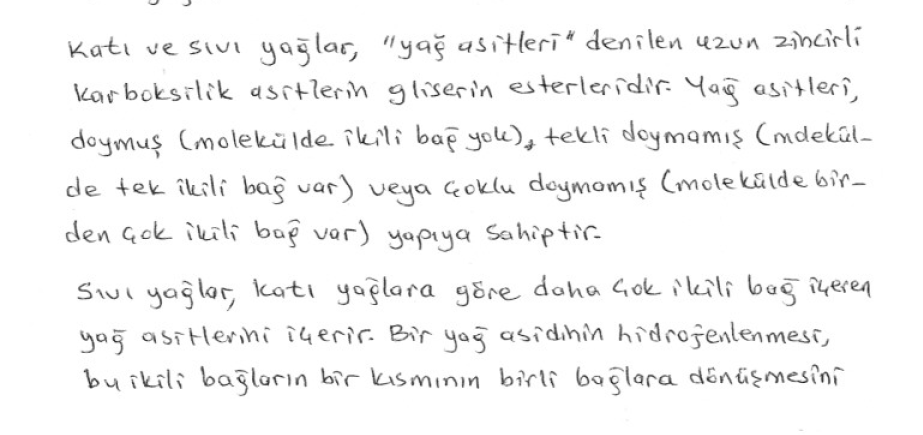 Katı ve sıvı yağlar, "yağ asitleri" denilen uzun zincirli
karboksilik asitlerin gliserin esterleridir. Yağ asitleri,
doymuş (molekülde ikili bağ yok), tekli doymamış (molekül-
de tek ikili bağ var) veya çoklu doymamış (molekülde bir-
den çok ikili bağ var) yapıya sahiptir.
Sıvı yağlar, katı yağlara göre daha çok ikili bağ içeren
yağ asitlerini içerir. Bir yağ asidinin hidrojenlenmesi,
bu ikili bağların bir kısmının birli bağlara dönüşmesini